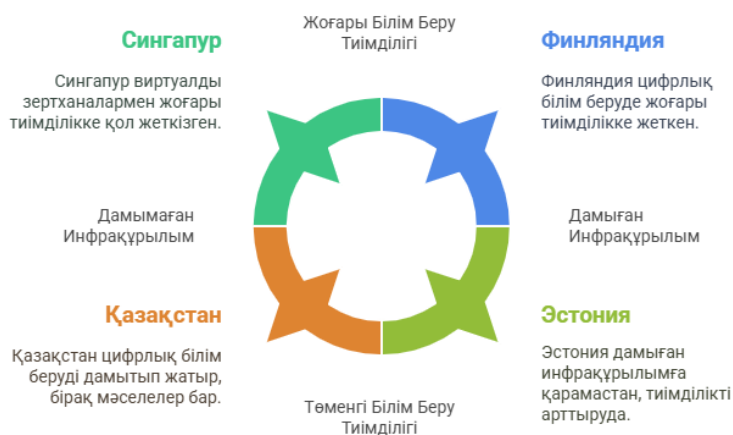 Жоғары Білім Беру
Тиімділігі
Сингапур
Сингапур виртуалды
зертханалармен жоғары
тиімділікке қол жеткізген.
Финляндия
Финляндия цифрлық
білім беруде жоғары
тиімділікке жеткен.
Дамымаған
Инфрақұрылым
Дамыған
Инфрақұрылым
Қазақстан
Қазақстан цифрлық білім
беруді дамытып жатыр,
бірақ мәселелер бар.
Эстония
Эстония дамыған
инфрақұрылымға
қарамастан, тиімділікті
арттыруда.
Төменгі Білім Беру
Тиімділігі